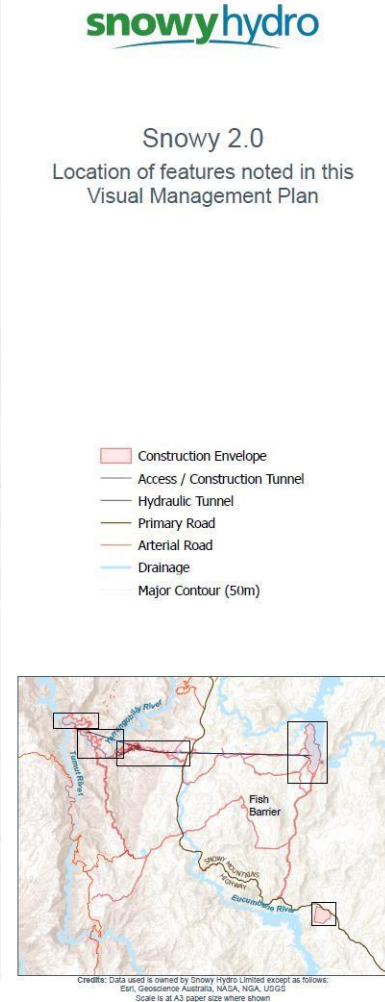 snowyhydro
Snowy 2.0
Location of features noted in this
Visual Management Plan
Construction Envelope
Access / Construction Tunnel
Hydraulic Tunnel
Primary Road
Arterial Road
Drainage
Major Contour (50m)
Yarrangobilly River
Tumut River
Fish
Barrier
SNOWY MOUNTAINS
HIGHWAY
Eucumbene River
Credits: Data used is owned by Snowy Hydro Limited except as follows:
Esri, Geoscience Australia, NASA, NGA, USGS
Scale is at A3 paper size where shown